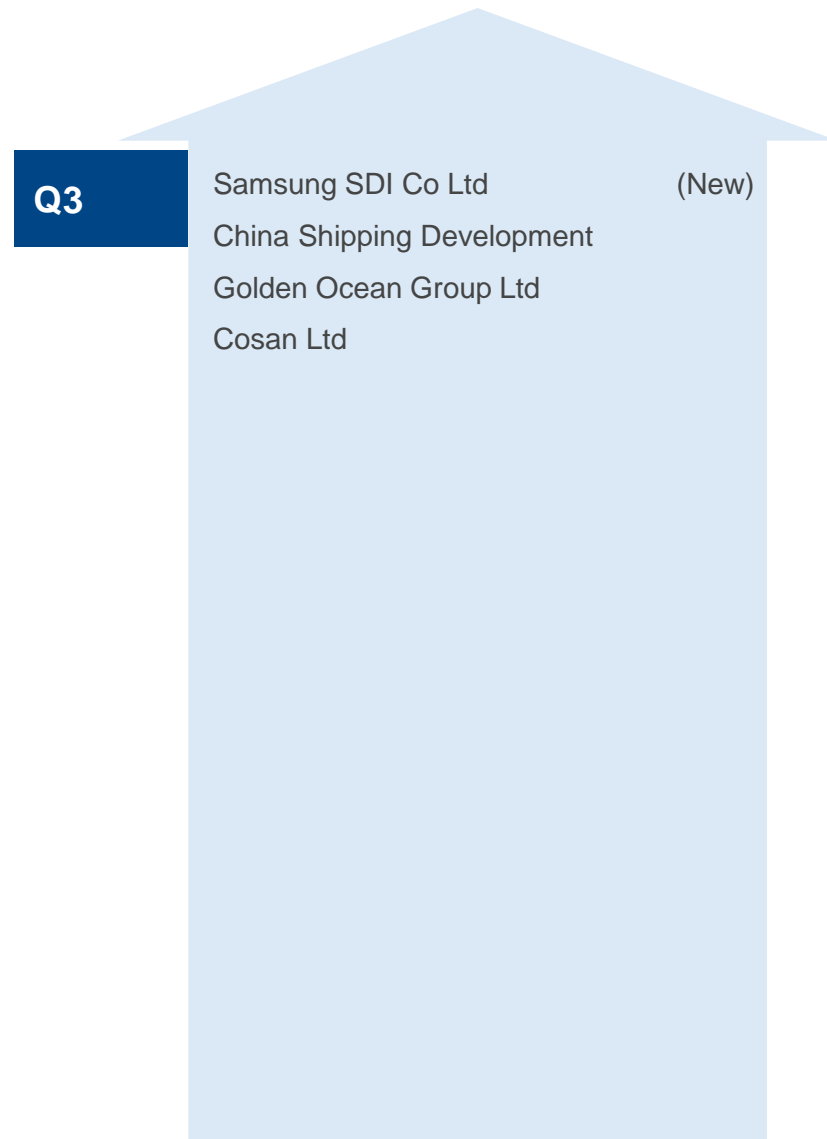 Q3
Samsung SDI Co Ltd (New)
China Shipping Development
Golden Ocean Group Ltd
Cosan Ltd